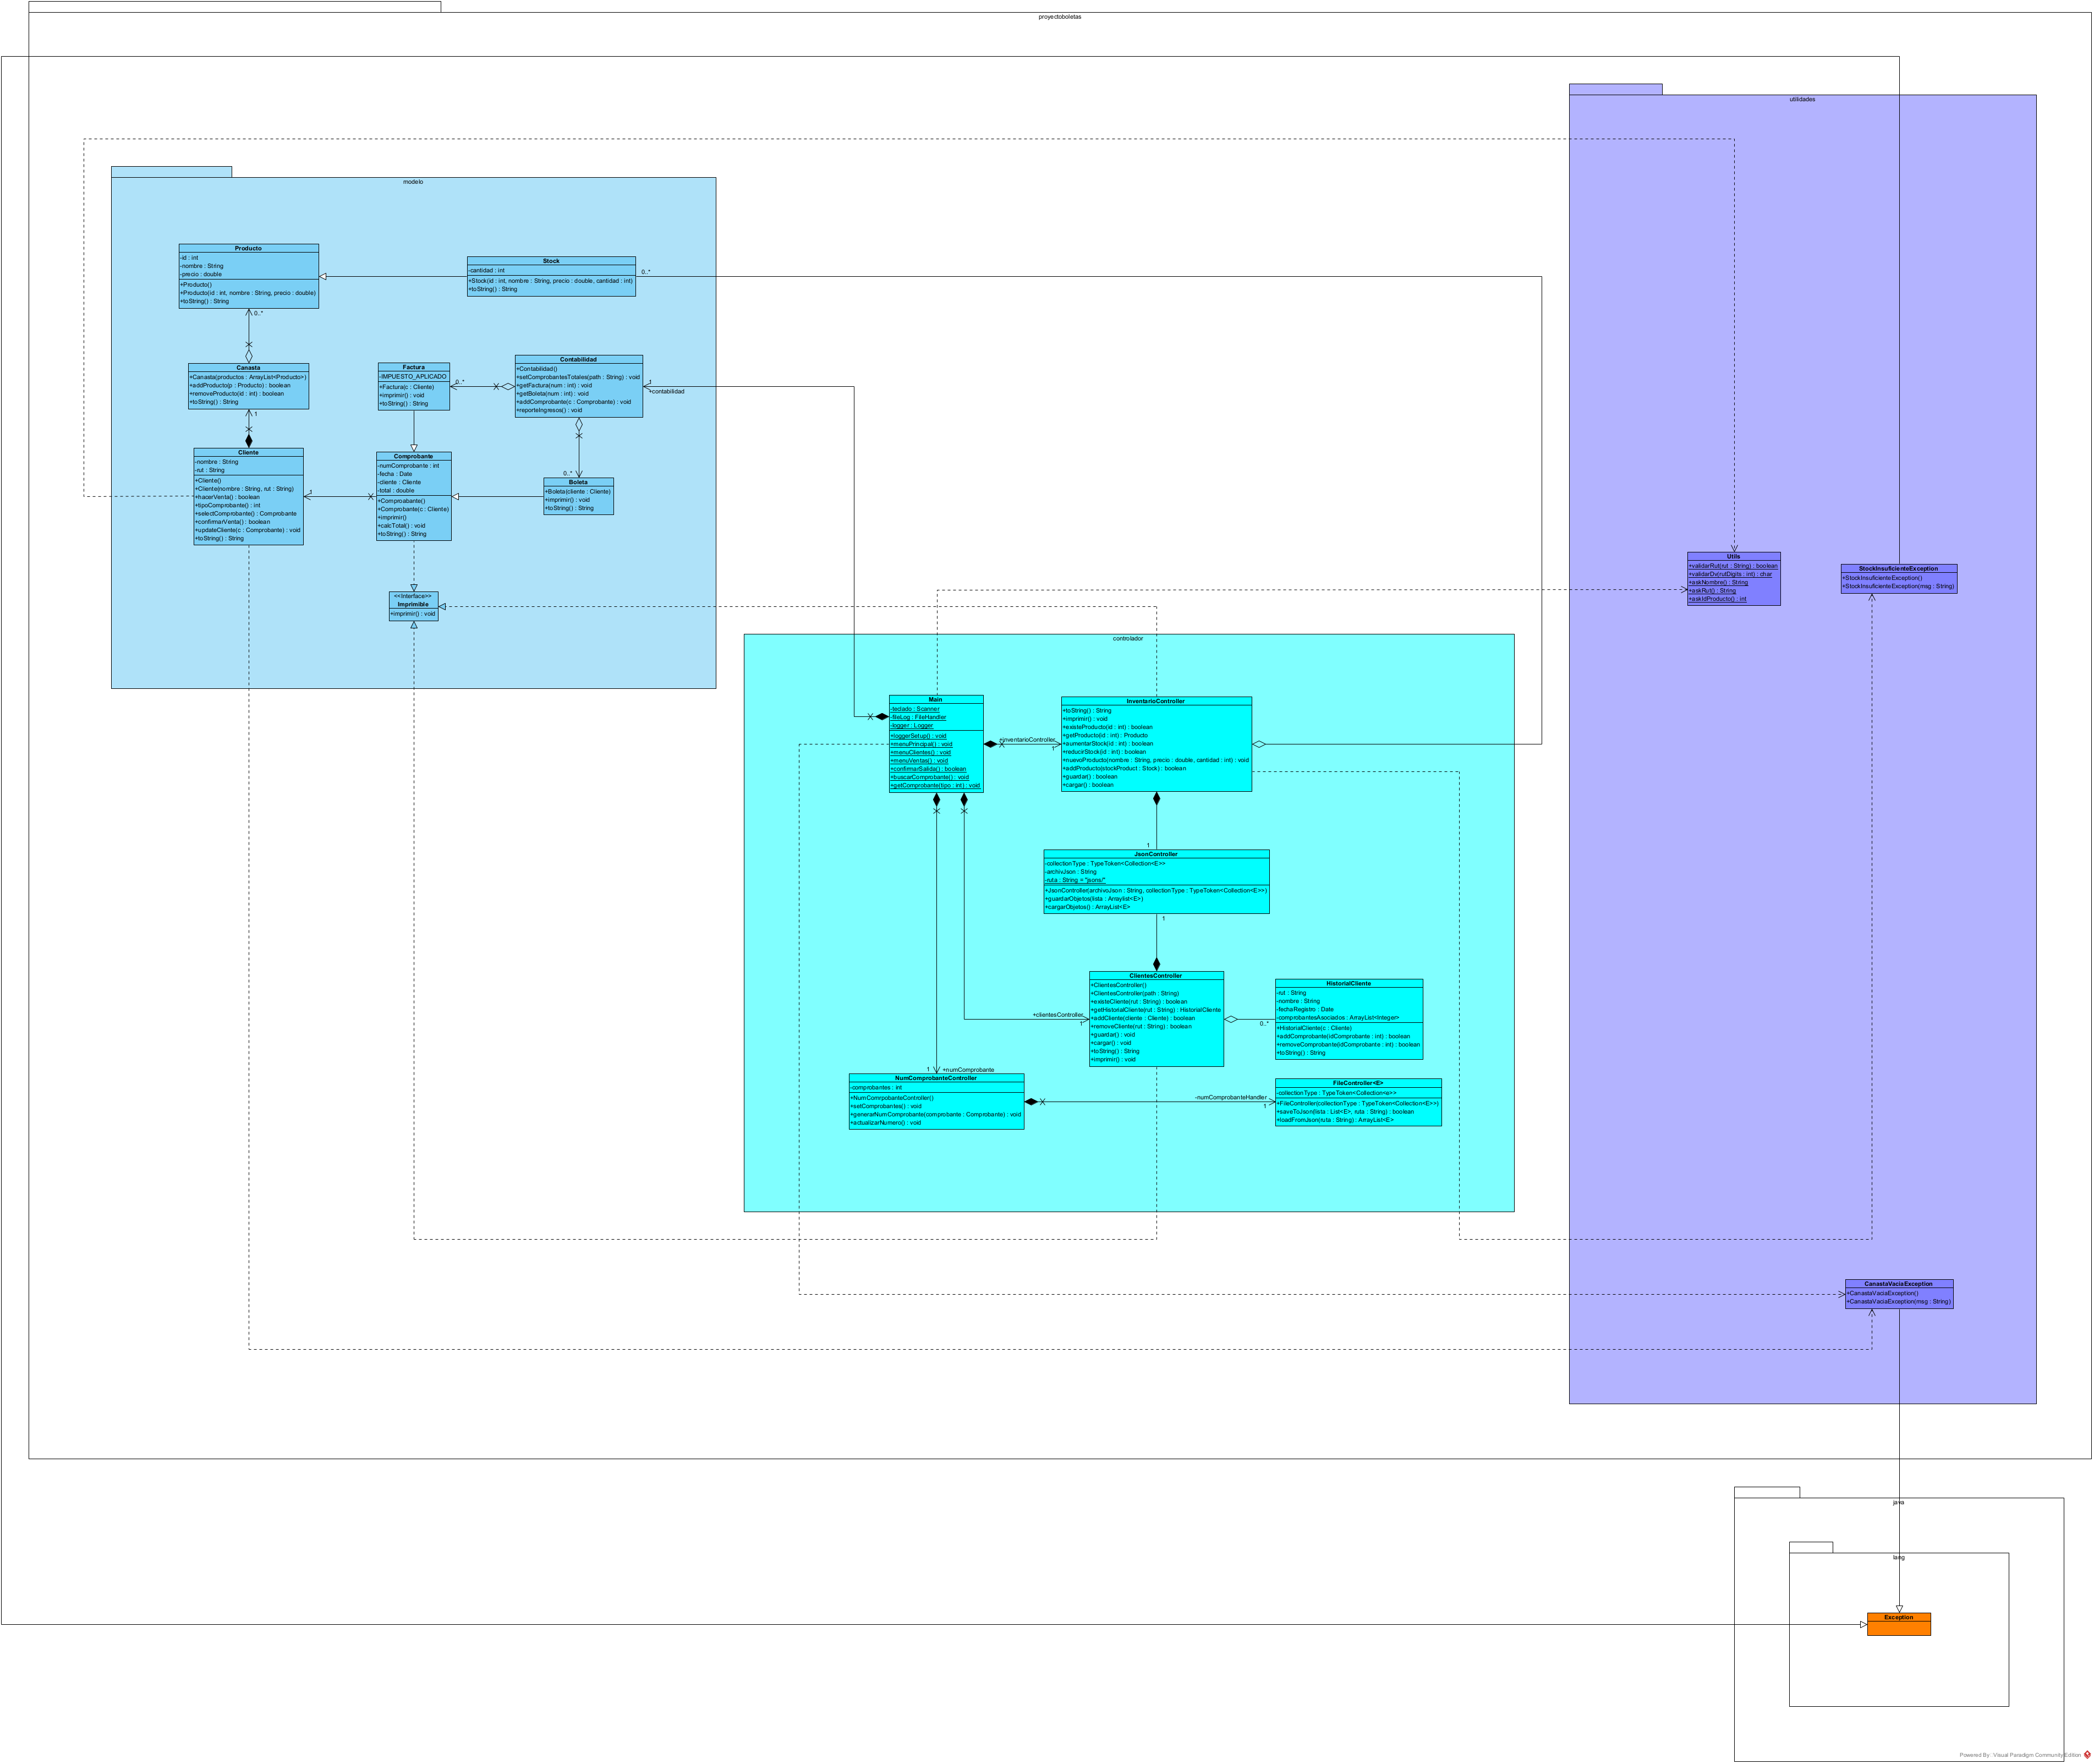 proyectoboletas
utilidades
modelo
Producto
-id : int
-nombre : String
-precio : double
+Producto()
+Producto(id : int, nombre : String, precio : double)
+toString() : String
Stock
-cantidad : int
+Stock(id : int, nombre : String, precio : double, cantidad : int)
+toString() : String
0..*
0..*
Canasta
+Canasta(productos : ArrayList<Producto>)
+addProducto(p : Producto) : boolean
+removeProducto(id : int) : boolean
+toString() : String
1
Factura
-IMPUESTO_APLICADO
+Factura(c : Cliente)
+imprimir() : void
+toString() : String
0..*
Contabilidad
+Contabilidad()
+setComprobantesTotales(path : String) : void
+getFactura(num : int) : void
+getBoleta(num : int) : void
+addComprobante(c : Comprobante) : void
+reporteIngresos() : void
1
+contabilidad
Cliente
-nombre : String
-rut : String
+Cliente()
+Cliente(nombre : String, rut : String)
+hacerVenta() : boolean
+tipoComprobante() : int
+selectComprobante() : Comprobante
+confirmarVenta() : boolean
+updateCliente(c : Comprobante) : void
+toString() : String
1
Comprobante
-numComprobante : int
-fecha : Date
-cliente : Cliente
-total : double
+Comproabante()
+Comprobante(c : Cliente)
+imprimir()
+calcTotal() : void
+toString() : String
0..*
Boleta
+Boleta(cliente : Cliente)
+imprimir() : void
+toString() : String
<<Interface>>
Imprimible
+imprimir() : void
Utils
+validarRut(rut : String) : boolean
+validarDv(rutDigits : int) : char
+askNombre() : String
+askRut() : String
+askIdProducto() : int
StockInsuficienteException
+StockInsuficienteException()
+StockInsuficienteException(msg : String)
controlador
Main
-teclado : Scanner
-fileLog : FileHandler
-logger : Logger
+loggerSetup() : void
+menuPrincipal() : void
+menuClientes() : void
+menuVentas() : void
+confirmarSalida() : boolean
+buscarComprobante() : void
+getComprobante(tipo : int) : void
+inventarioController
1
InventarioController
+toString() : String
+imprimir() : void
+existeProducto(id : int) : boolean
+getProducto(id : int) : Producto
+aumentarStock(id : int) : boolean
+reducirStock(id : int) : boolean
+nuevoProducto(nombre : String, precio : double, cantidad : int) : void
+addProducto(stockProduct : Stock) : boolean
+guardar() : boolean
+cargar() : boolean
1
JsonController
-collectionType : TypeToken<Collection<E>>
-archivJson : String
-ruta : String = "jsons/"
+JsonController(archivoJson : String, collectionType : TypeToken<Collection<E>>)
+guardarObjetos(lista : Arraylist<E>)
+cargarObjetos() : ArrayList<E>
1
ClientesController
+ClientesController()
+ClientesController(path : String)
+existeCliente(rut : String) : boolean
+getHistorialCliente(rut : String) : HistorialCliente
+addCliente(cliente : Cliente) : boolean
+removeCliente(rut : String) : boolean
+guardar() : void
+cargar() : void
+toString() : String
+imprimir() : void
+clientesController
1
HistorialCliente
-rut : String
-nombre : String
-fechaRegistro : Date
-comprobantesAsociados : ArrayList<Integer>
+HistorialCliente(c : Cliente)
+addComprobante(idComprobante : int) : boolean
+removeComprobante(idComprobante : int) : boolean
+toString() : String
0..*
1
+numComprobante
NumComprobanteController
-comprobantes : int
+NumComrpobanteController()
+setComprobantes() : void
+generarNumComprobante(comprobante : Comprobante) : void
+actualizarNumero() : void
-numComprobanteHandler
1
FileController<E>
-collectionType : TypeToken<Collection<e>>
+FileController(collectionType : TypeToken<Collection<E>>)
+saveToJson(lista : List<E>, ruta : String) : boolean
+loadFromJson(ruta : String) : ArrayList<E>
CanastaVaciaException
+CanastaVaciaException()
+CanastaVaciaException(msg : String)
java
lang
Exception
Powered By: Visual Paradigm Community Edition